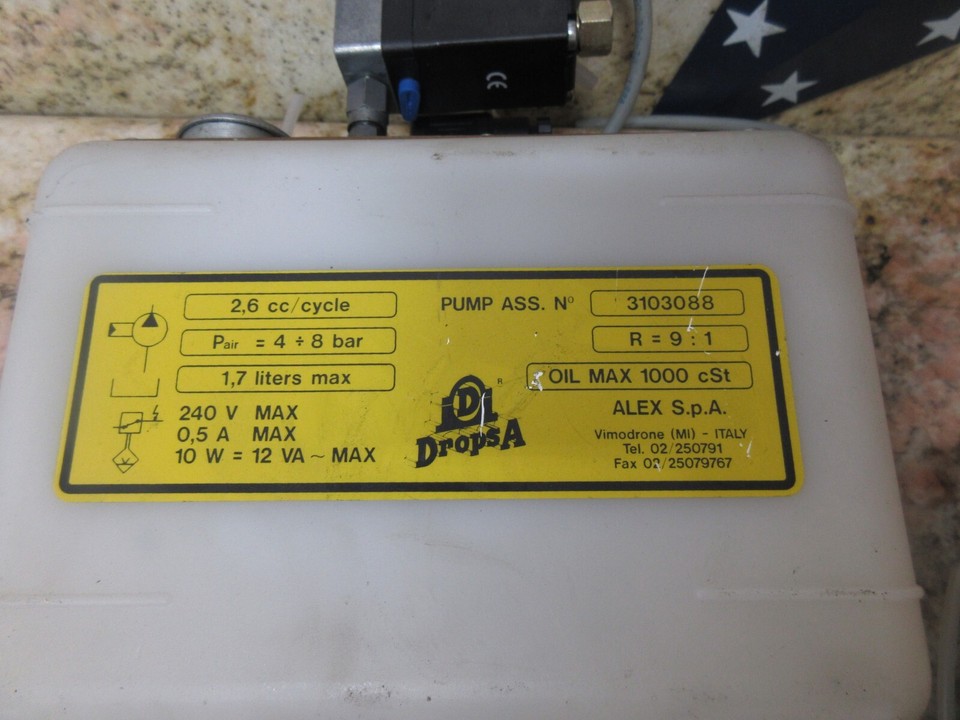 CE
2,6 cc/cycle
Pair = 4 ÷ 8 bar
1,7 liters max
240 V MAX
0,5 A MAX
10 W = 12 VA ~ MAX
D
R
DropsA
PUMP ASS. Nº 3103088
R = 9 : 1
OIL MAX 1000 cSt
ALEX S.p.A.
Vimodrone (MI) - ITALY
Tel. 02/250791
Fax 02/25079767